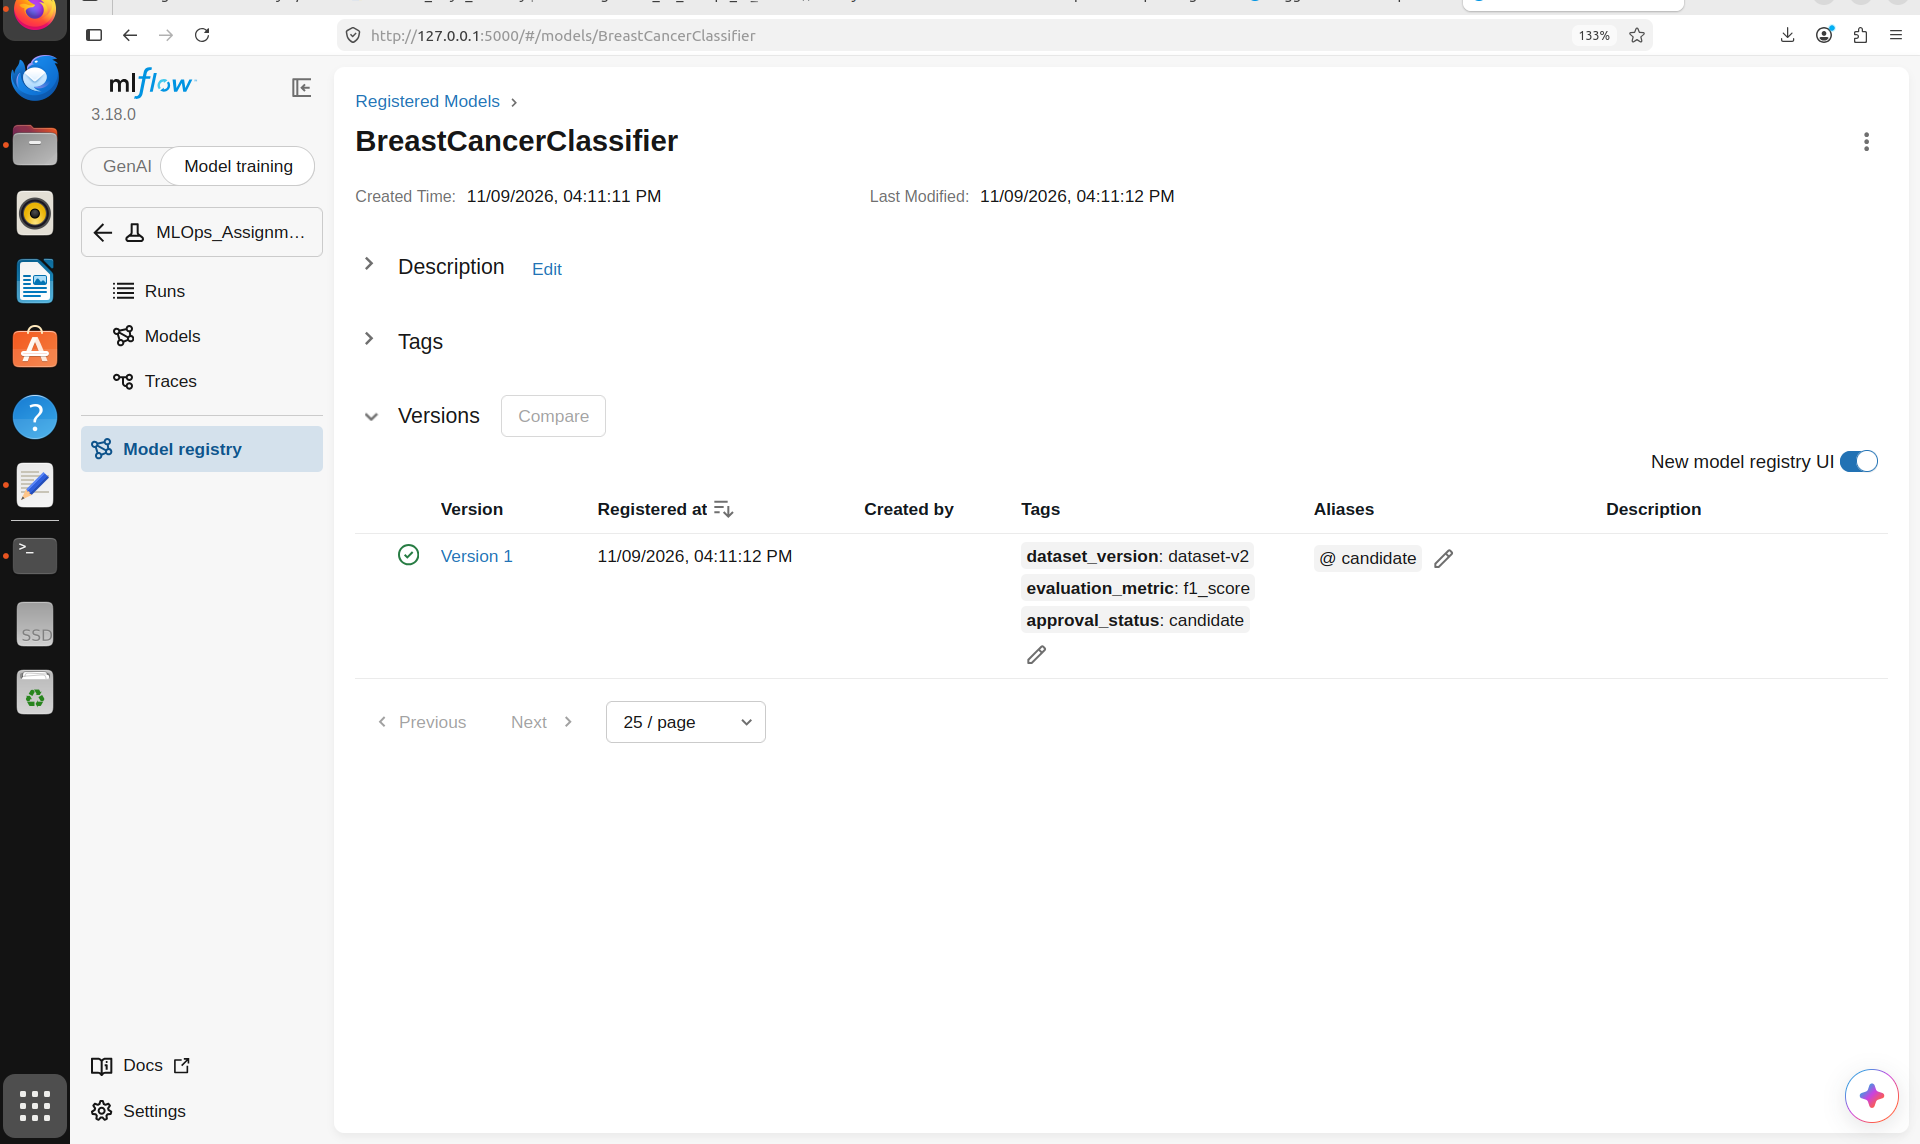 http://127.0.0.1:5000/#/models/BreastCancerClassifier
133%
mlflow
3.18.0
GenAI
Model training
MLOps_Assignm...
Runs
Models
Traces
Model registry
Docs
Settings
Registered Models
BreastCancerClassifier
Created Time: 11/09/2026, 04:11:11 PM
Last Modified: 11/09/2026, 04:11:12 PM
Description Edit
Tags
Versions Compare
New model registry UI
Version Registered at Created by Tags Aliases Description
Version 1 11/09/2026, 04:11:12 PM dataset_version: dataset-v2 @ candidate
evaluation_metric: f1_score
approval_status: candidate
Previous Next 25 / page
SSD